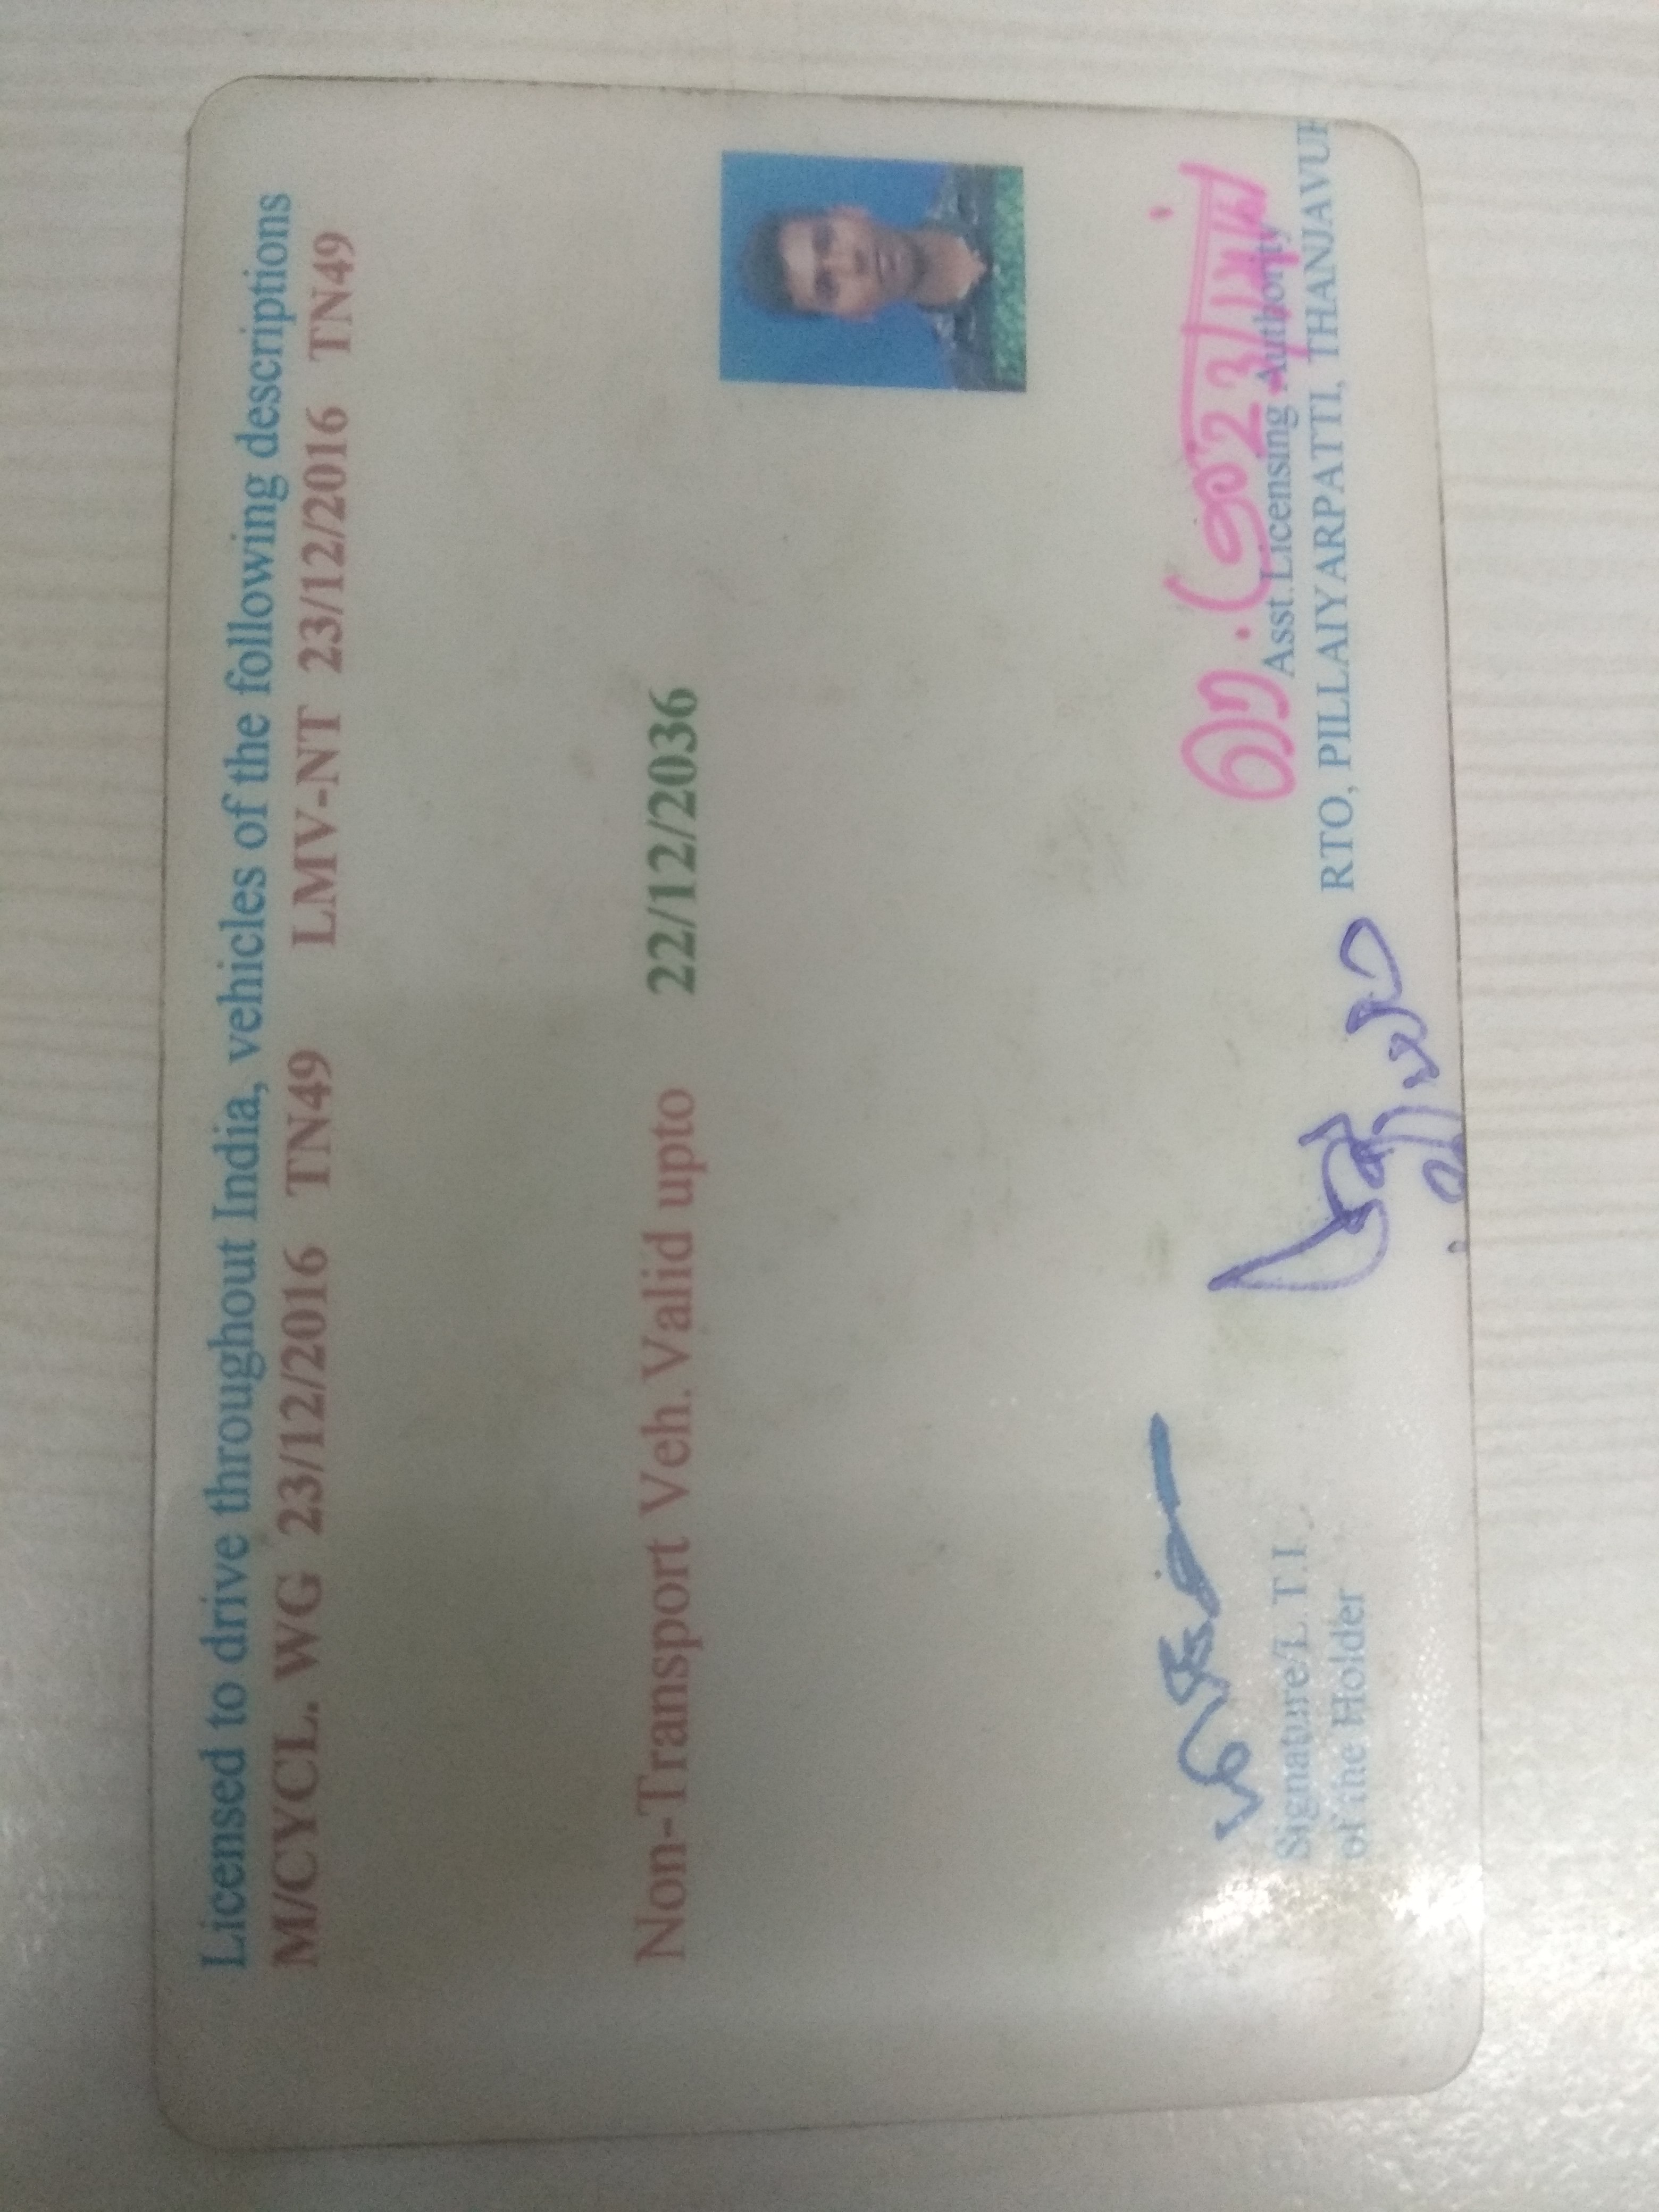 Licensed to drive throughout India, vehicles of the following descriptions
M/CYCL. WG 23/12/2016 TN49 LMV-NT 23/12/2016 TN49
Non-Transport Veh. Valid upto 22/12/2036
Signature/L.T.I.
of the Holder
Asst.Licensing Authority
RTO, PILLAIYARPATTI, THANJAVUR